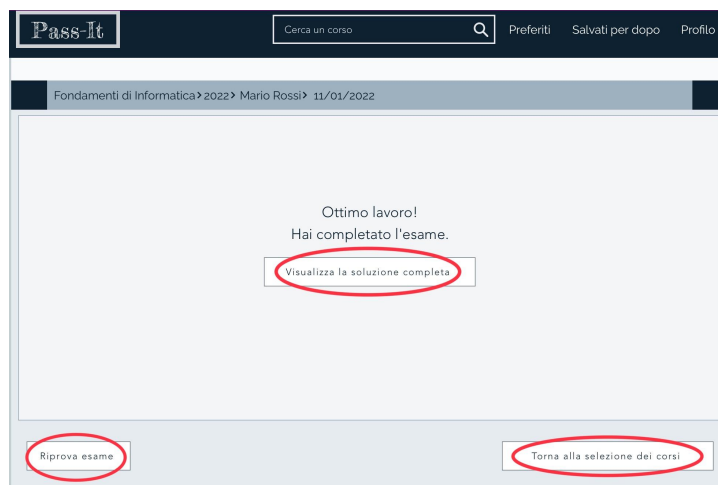 Pass-It
Cerca un corso
Preferiti Salvati per dopo Profilo
Fondamenti di Informatica > 2022 > Mario Rossi > 11/01/2022
Ottimo lavoro!
Hai completato l'esame.
Visualizza la soluzione completa
Riprova esame
Torna alla selezione dei corsi